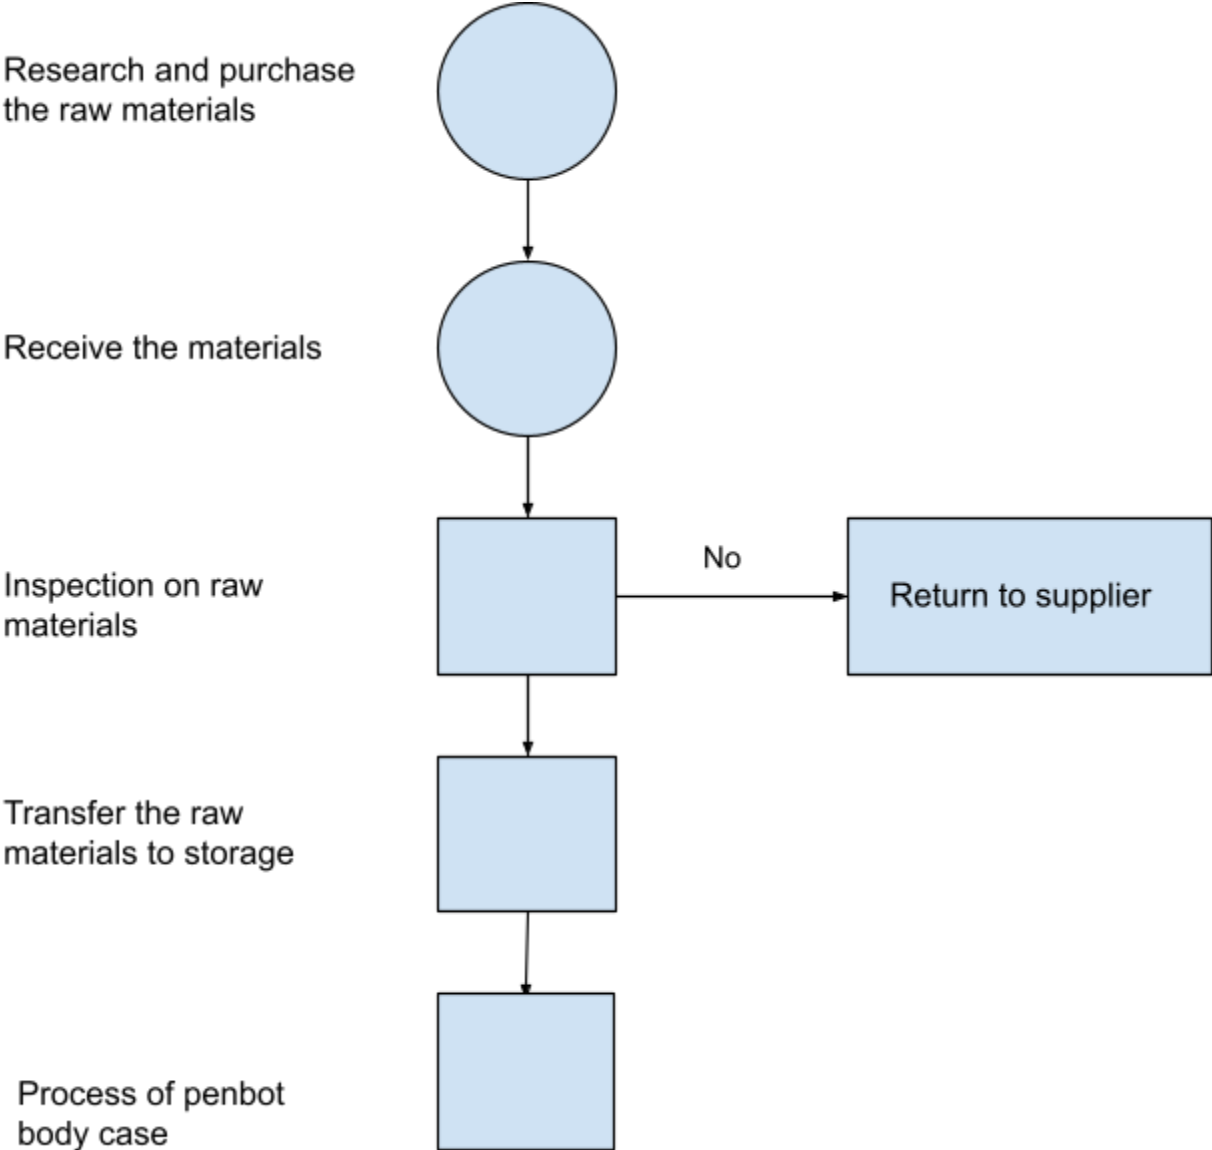 Research and purchase
the raw materials
Receive the materials
Inspection on raw
materials
No
Return to supplier
Transfer the raw
materials to storage
Process of penbot
body case